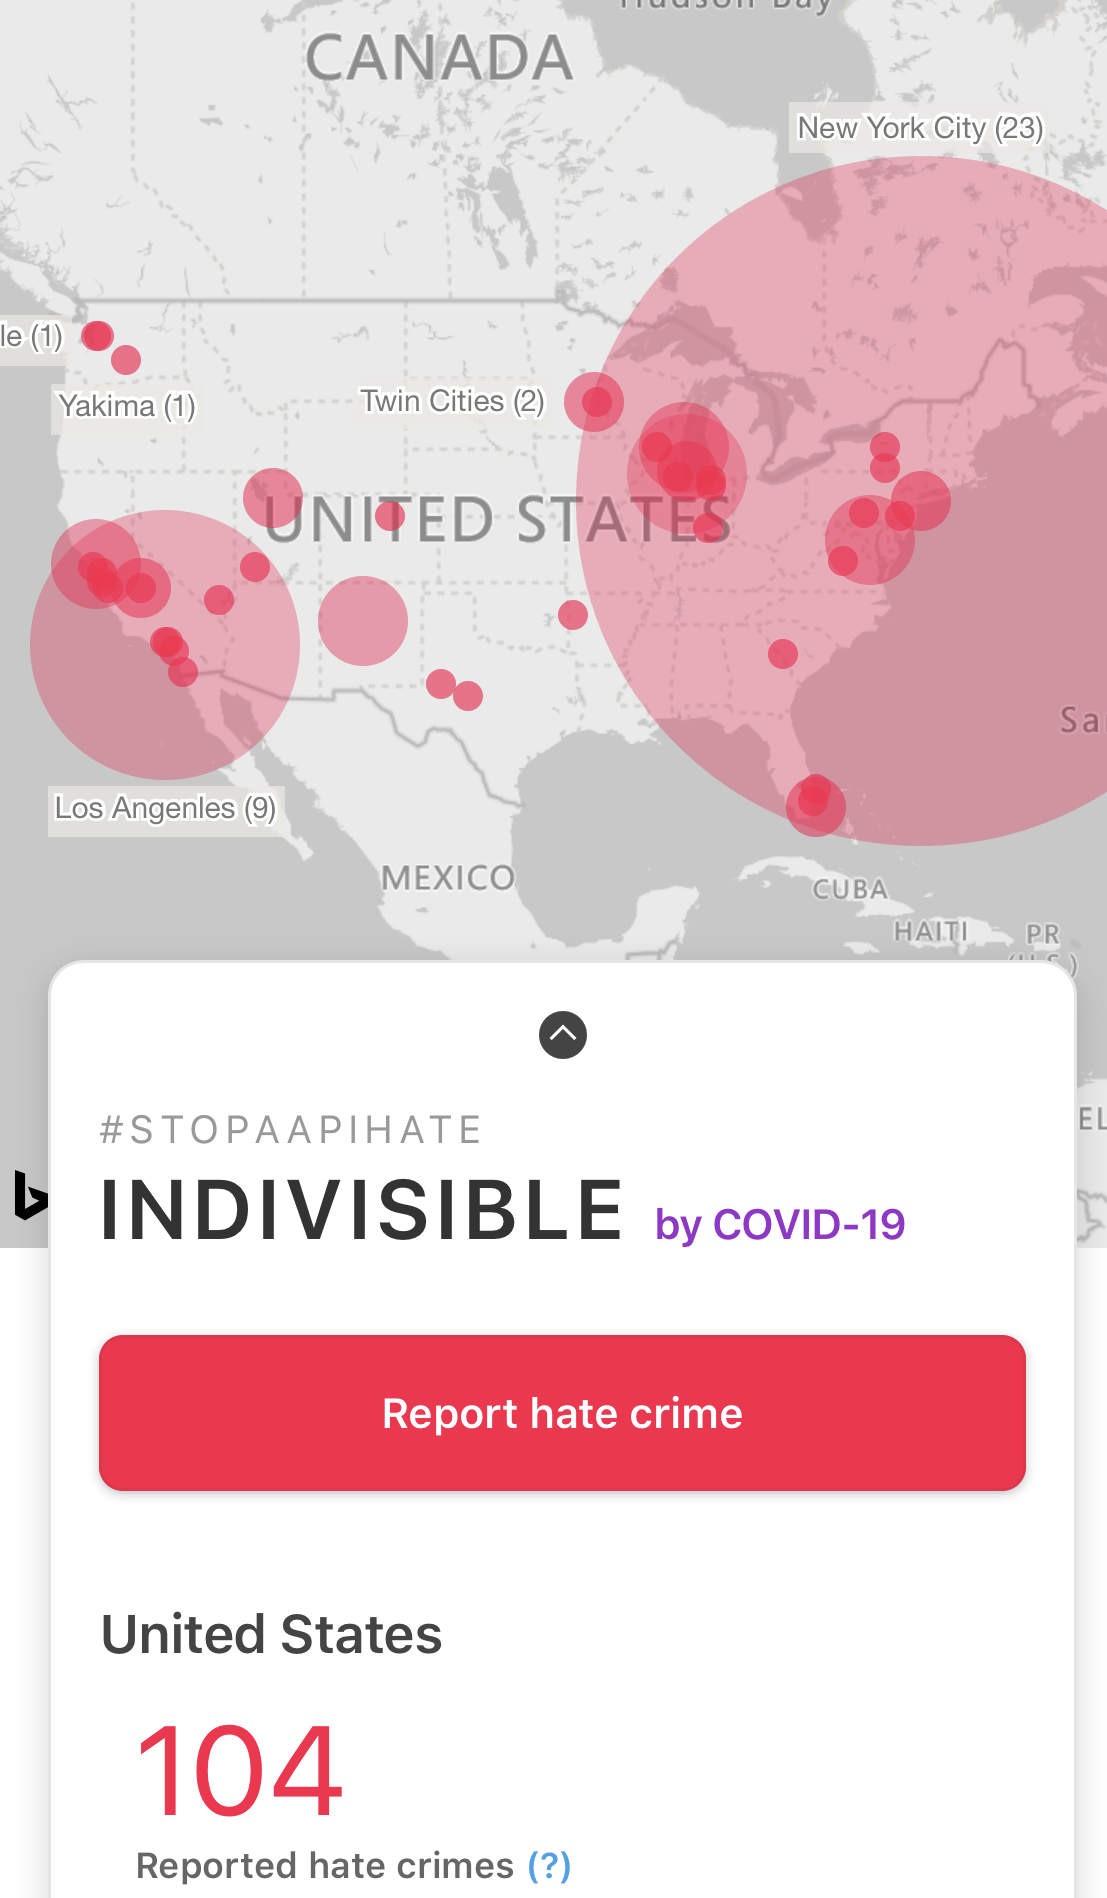 Hudson Bay
CANADA
New York City (23)
le (1)
Yakima (1)
Twin Cities (2)
UNITED STATES
Sa
Los Angenles (9)
MEXICO
CUBA
HAITI
PR
(U.S.)
EL
#STOPAAPIHATE
INDIVISIBLE by COVID-19
Report hate crime
United States
104
Reported hate crimes (?)